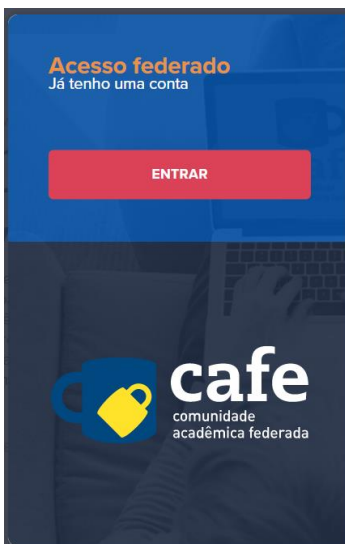 Acesso federado
Já tenho uma conta
ENTRAR
cafe
comunidade
acadêmica federada